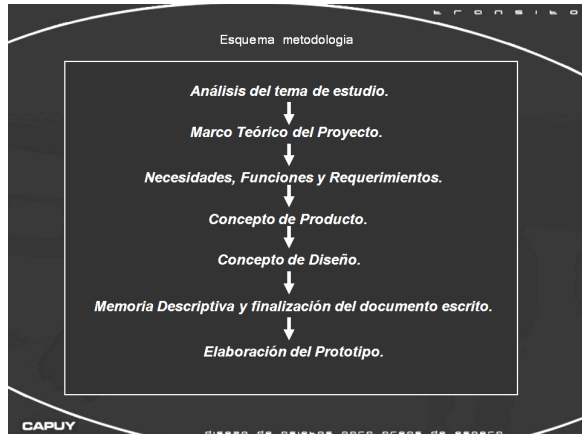 transito
Esquema metodologia
Análisis del tema de estudio.
Marco Teórico del Proyecto.
Necesidades, Funciones y Requerimientos.
Concepto de Producto.
Concepto de Diseño.
Memoria Descriptiva y finalización del documento escrito.
Elaboración del Prototipo.
CAPUY